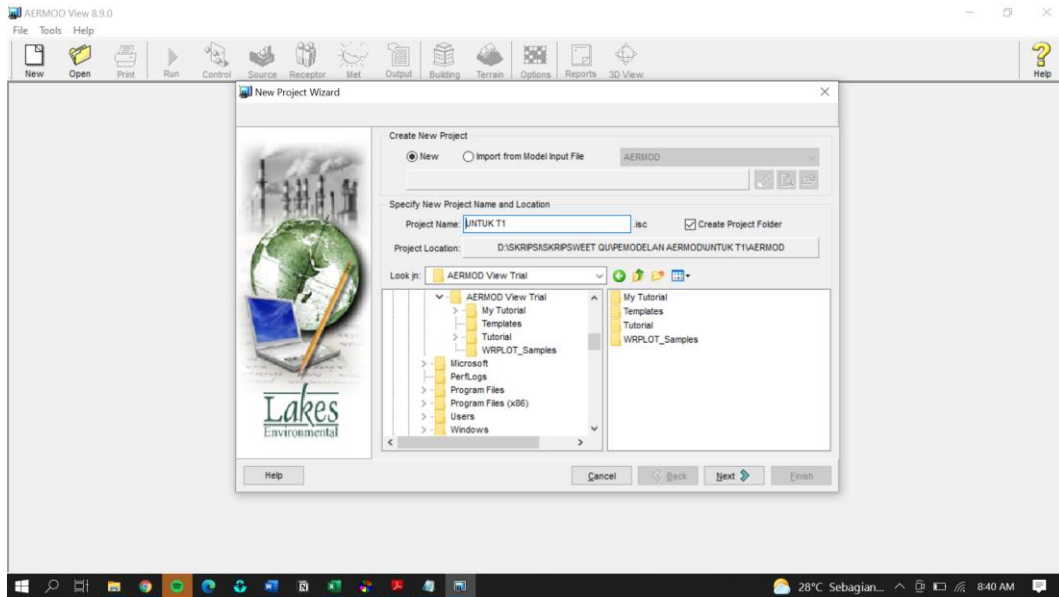 AERMOD View 8.9.0
File Tools Help
New Open Print Run Control Source Receptor Met Output Building Terrain Options Reports 3D View Help
New Project Wizard
Create New Project
New Import from Model Input File AERMOD
Specify New Project Name and Location
Project Name: UNTUK T1 .isc Create Project Folder
Project Location: D:\SKRIPSI\SKRIPSWEET QU\PEMODELAN AERMOD\UNTUK T1\AERMOD
Look in: AERMOD View Trial
AERMOD View Trial
My Tutorial
Templates
Tutorial
WRPLOT_Samples
Microsoft
PerfLogs
Program Files
Program Files (x86)
Users
Windows
My Tutorial
Templates
Tutorial
WRPLOT_Samples
Lakes
Environmental
Help Cancel Back Next Finish
28°C Sebagian... 8:40 AM